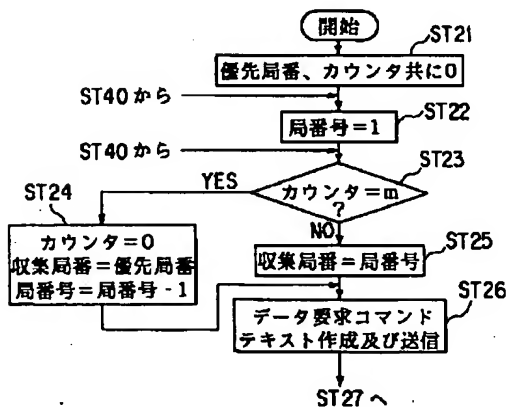 開始
ST21
優先局番、カウンタ共に0
ST40から
ST22
局番号=1
ST40から
ST23
カウンタ=m
?
YES
NO
ST24
カウンタ=0
収集局番=優先局番
局番号=局番号-1
ST25
収集局番=局番号
ST26
データ要求コマンド
テキスト作成及び送信
ST27へ